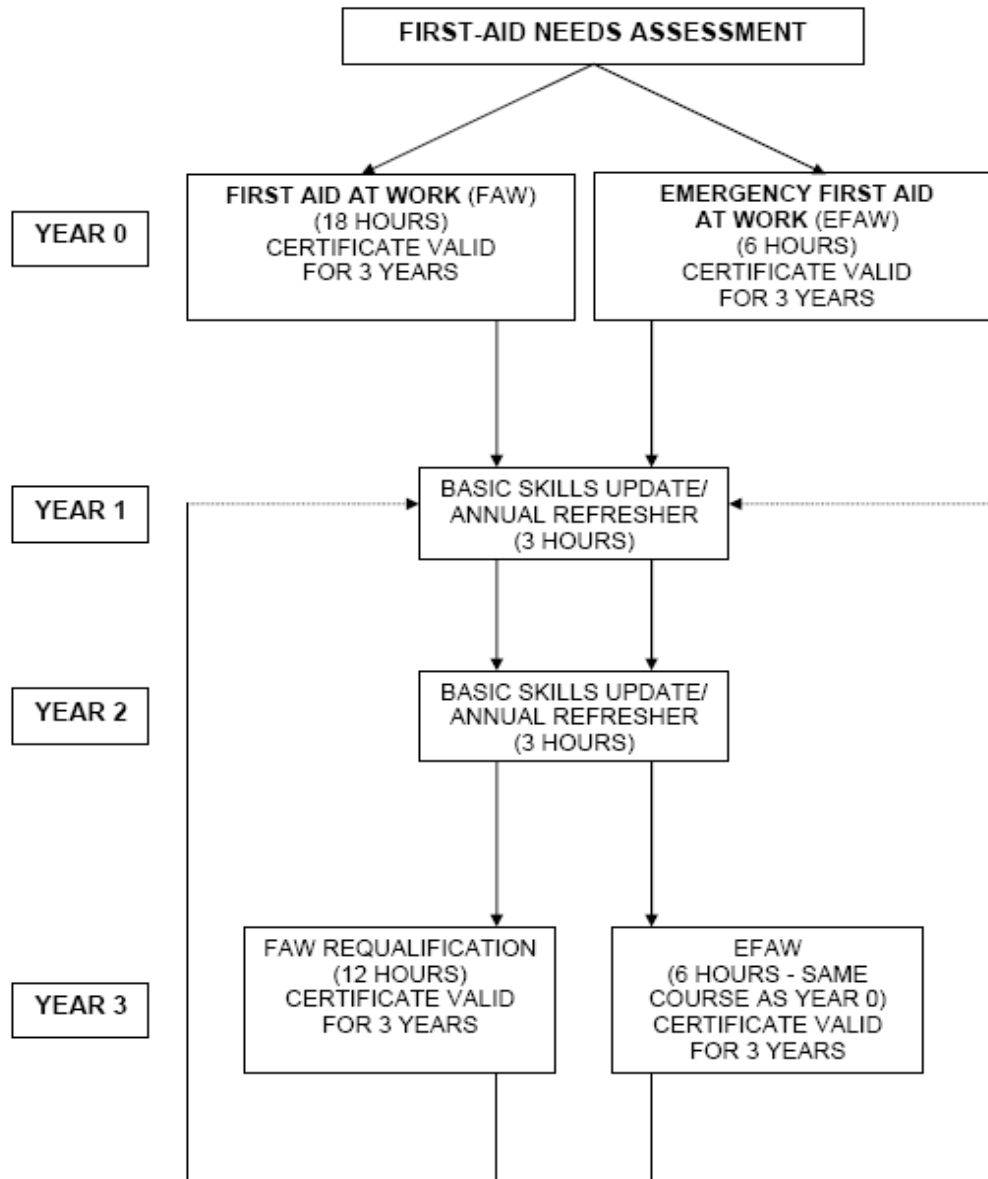 FIRST-AID NEEDS ASSESSMENT
YEAR 0
FIRST AID AT WORK (FAW)
(18 HOURS)
CERTIFICATE VALID
FOR 3 YEARS
EMERGENCY FIRST AID
AT WORK (EFAW)
(6 HOURS)
CERTIFICATE VALID
FOR 3 YEARS
YEAR 1
BASIC SKILLS UPDATE/
ANNUAL REFRESHER
(3 HOURS)
YEAR 2
BASIC SKILLS UPDATE/
ANNUAL REFRESHER
(3 HOURS)
YEAR 3
FAW REQUALIFICATION
(12 HOURS)
CERTIFICATE VALID
FOR 3 YEARS
EFAW
(6 HOURS - SAME
COURSE AS YEAR 0)
CERTIFICATE VALID
FOR 3 YEARS